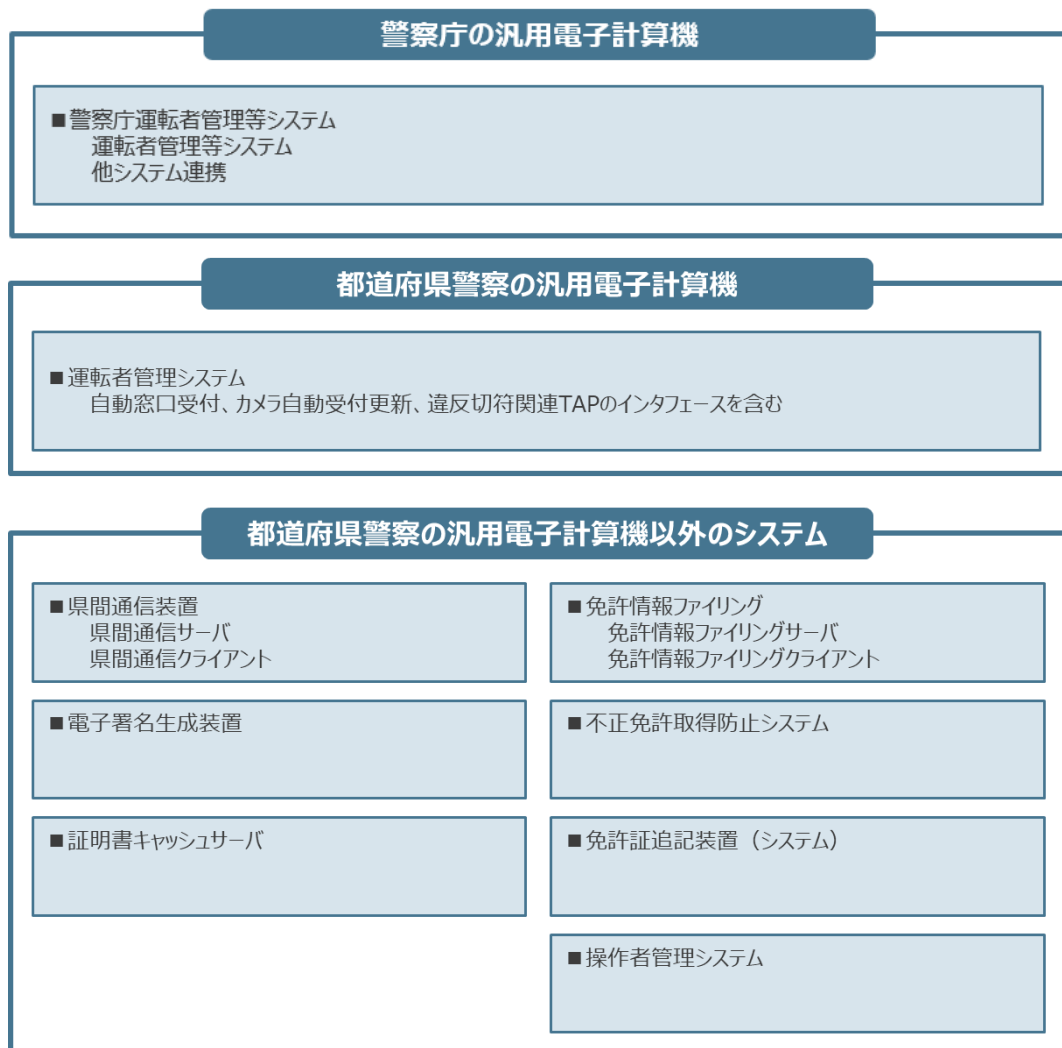 警察庁の汎用電子計算機
■警察庁運転者管理等システム
運転者管理等システム
他システム連携
都道府県警察の汎用電子計算機
■運転者管理システム
自動窓口受付、カメラ自動受付更新、違反切符関連TAPのインタフェースを含む
都道府県警察の汎用電子計算機以外のシステム
■県間通信装置
県間通信サーバ
県間通信クライアント
■電子署名生成装置
■証明書キャッシュサーバ
■免許情報ファイリング
免許情報ファイリングサーバ
免許情報ファイリングクライアント
■不正免許取得防止システム
■免許証追記装置（システム）
■操作者管理システム